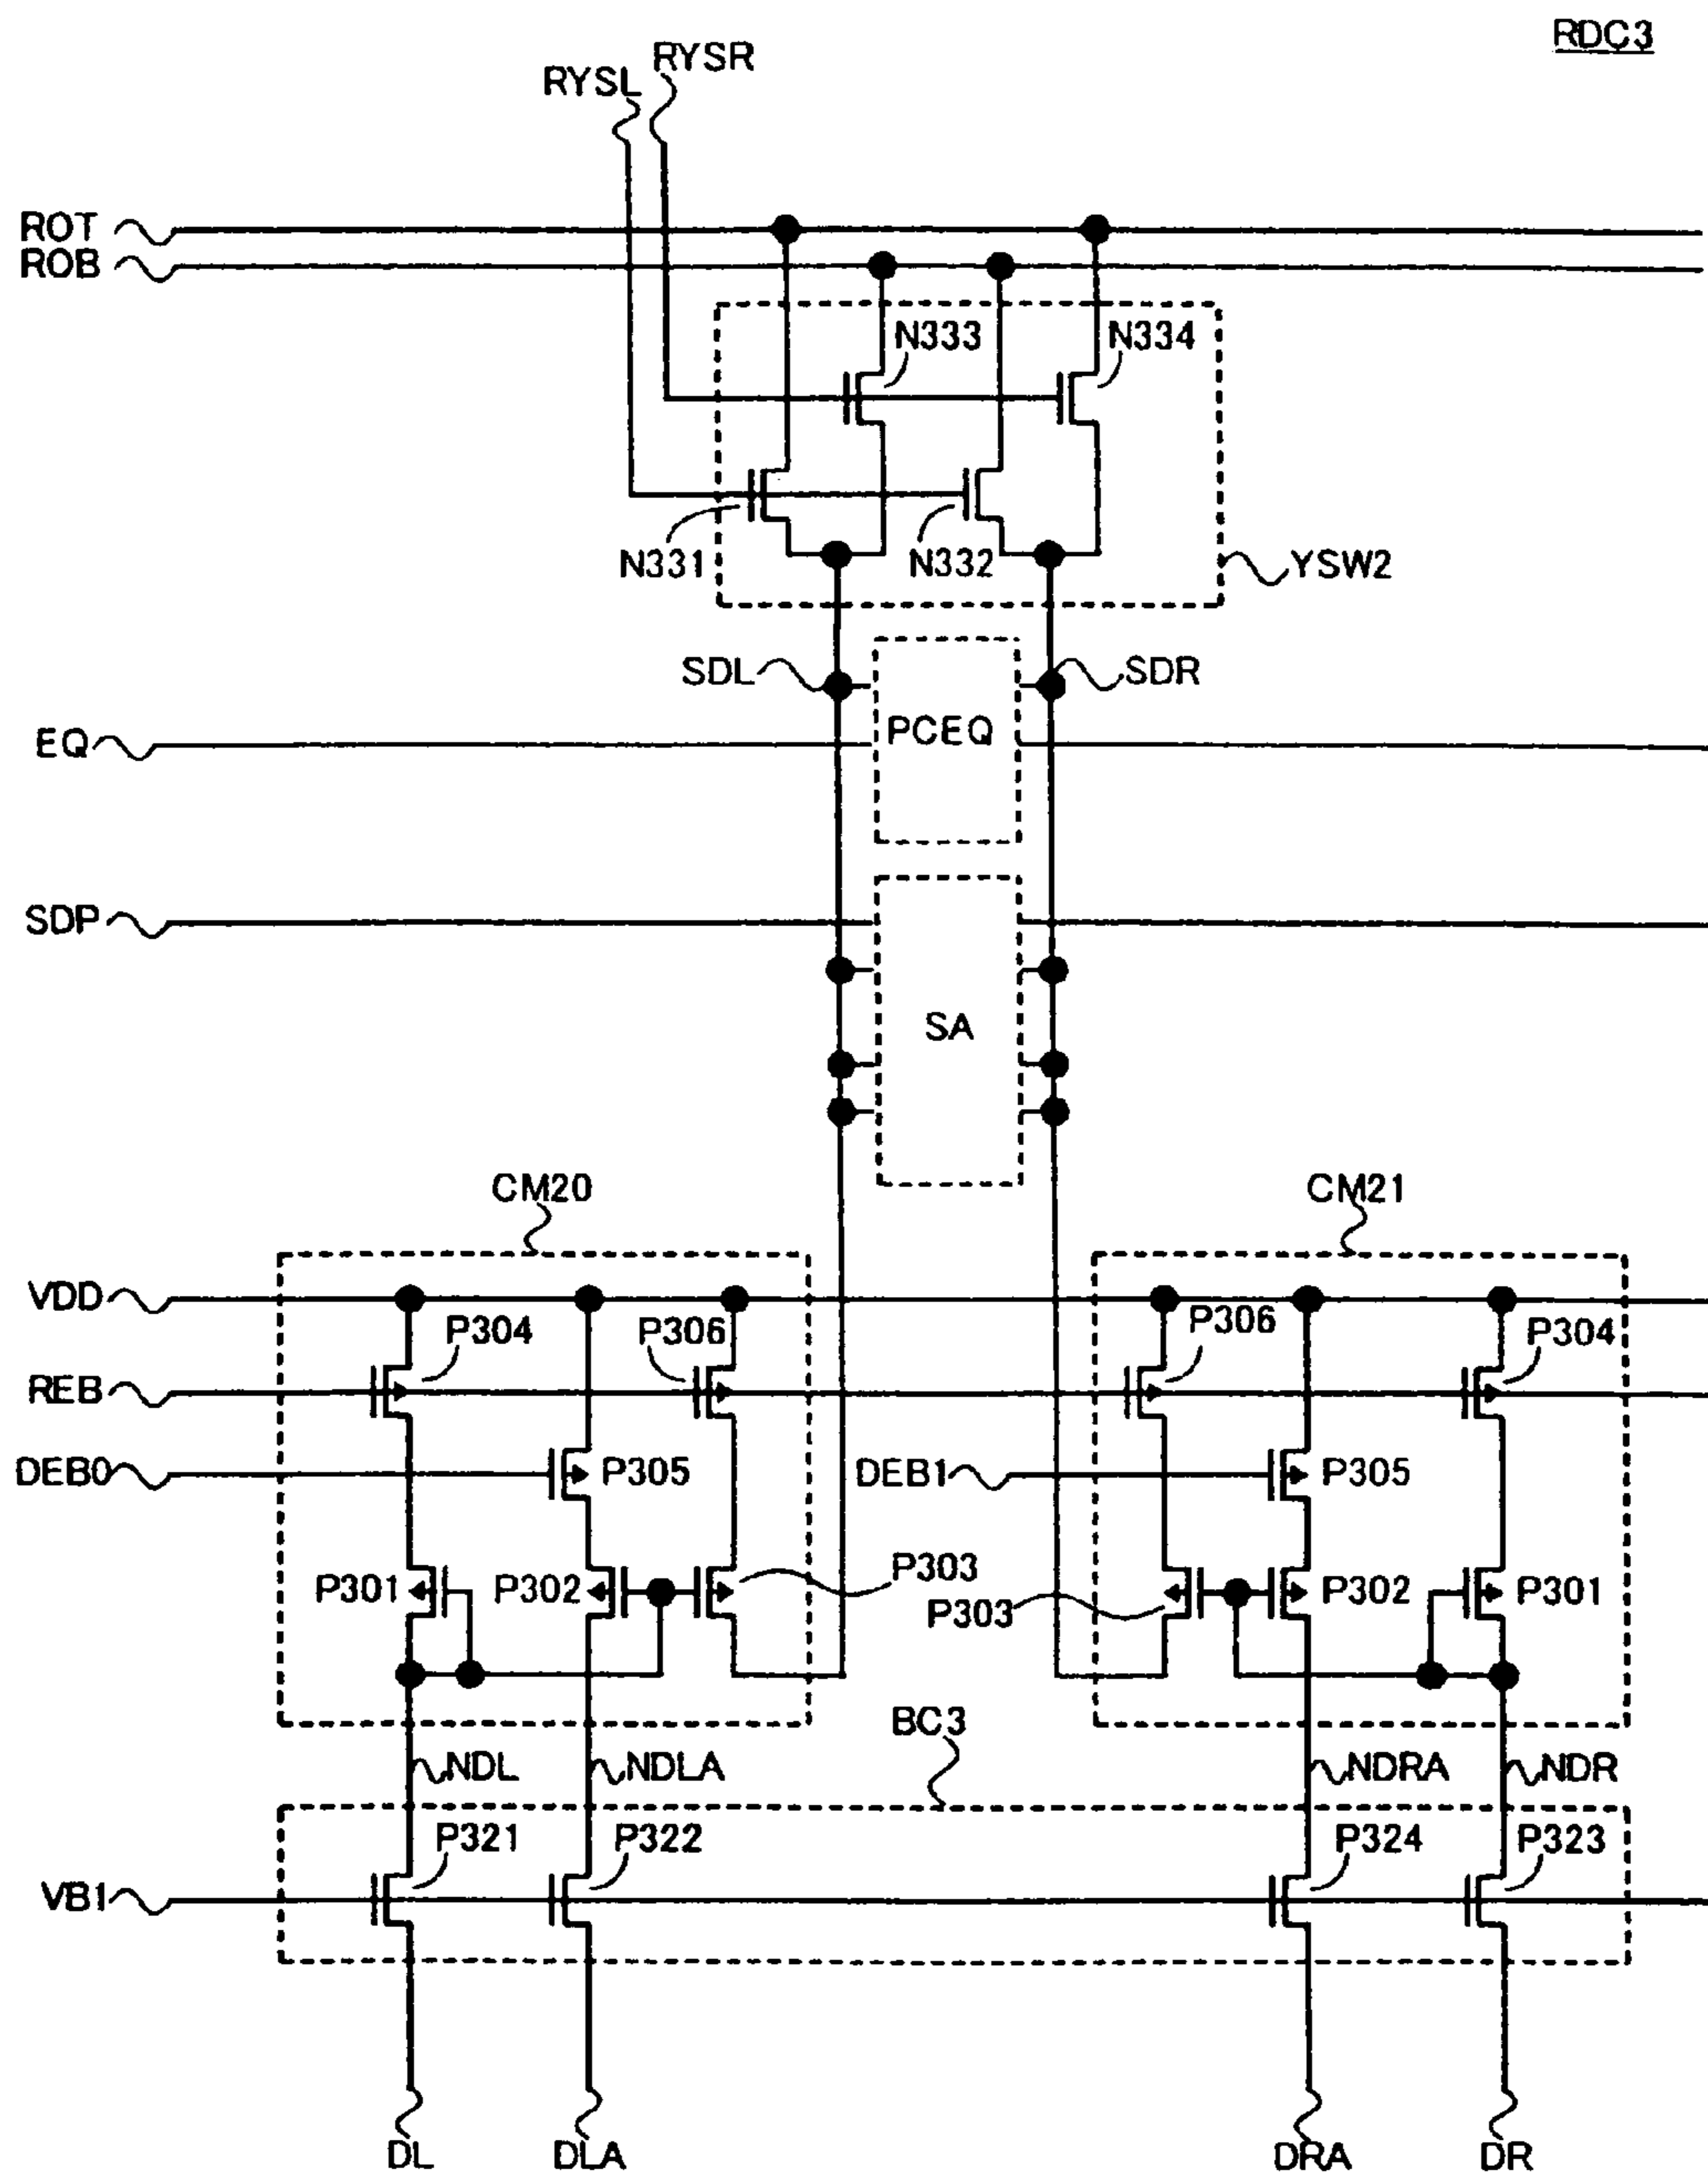 RDC3
RYSL
RYSR
ROT
ROB
N333
N334
N331
N332
YSW2
SDL
SDR
PCEQ
EQ
SDP
SA
CM20
CM21
VDD
P304
P306
P306
P304
REB
DEB0
P305
DEB1
P305
P301
P302
P303
P303
P302
P301
BC3
NDL
NDLA
NDRA
NDR
P321
P322
P324
P323
VB1
DL
DLA
DRA
DR